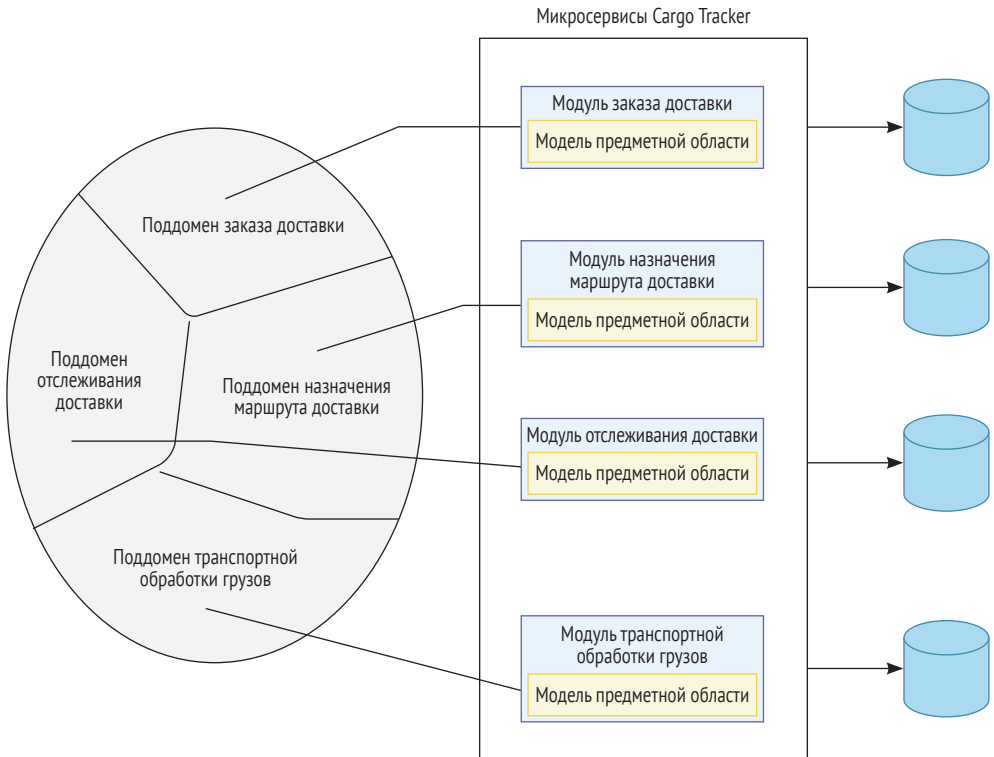 Микросервисы Cargo Tracker
Модуль заказа доставки
Модель предметной области
Поддомен заказа доставки
Модуль назначения
маршрута доставки
Модель предметной области
Поддомен
отслеживания
доставки
Поддомен назначения
маршрута доставки
Модуль отслеживания доставки
Модель предметной области
Поддомен транспортной
обработки грузов
Модуль транспортной
обработки грузов
Модель предметной области